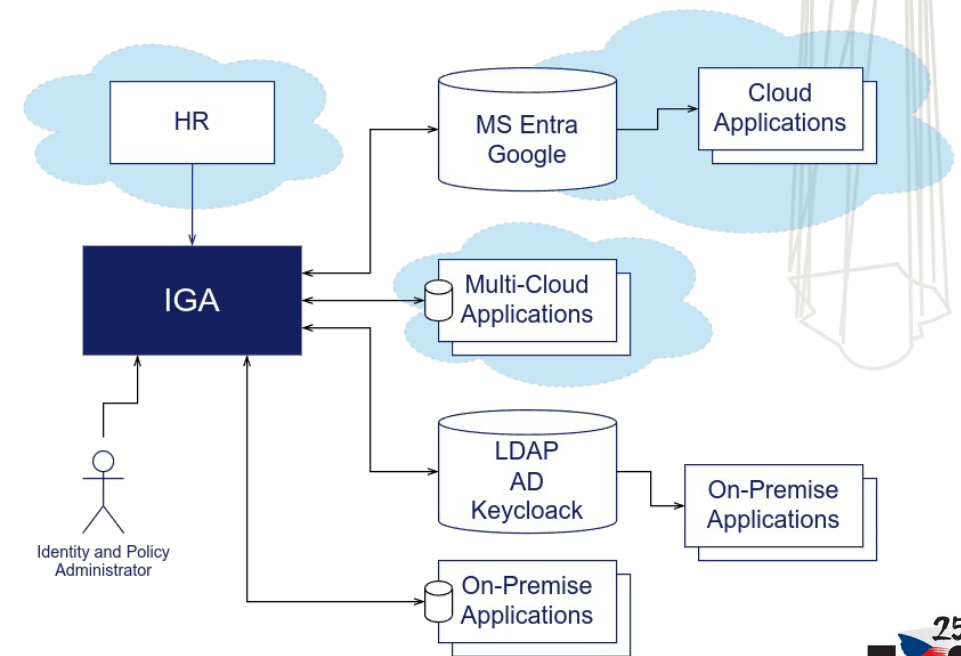 HR
MS Entra
Google
Cloud
Applications
IGA
Multi-Cloud
Applications
LDAP
AD
Keycloack
On-Premise
Applications
Identity and Policy
Administrator
On-Premise
Applications
25